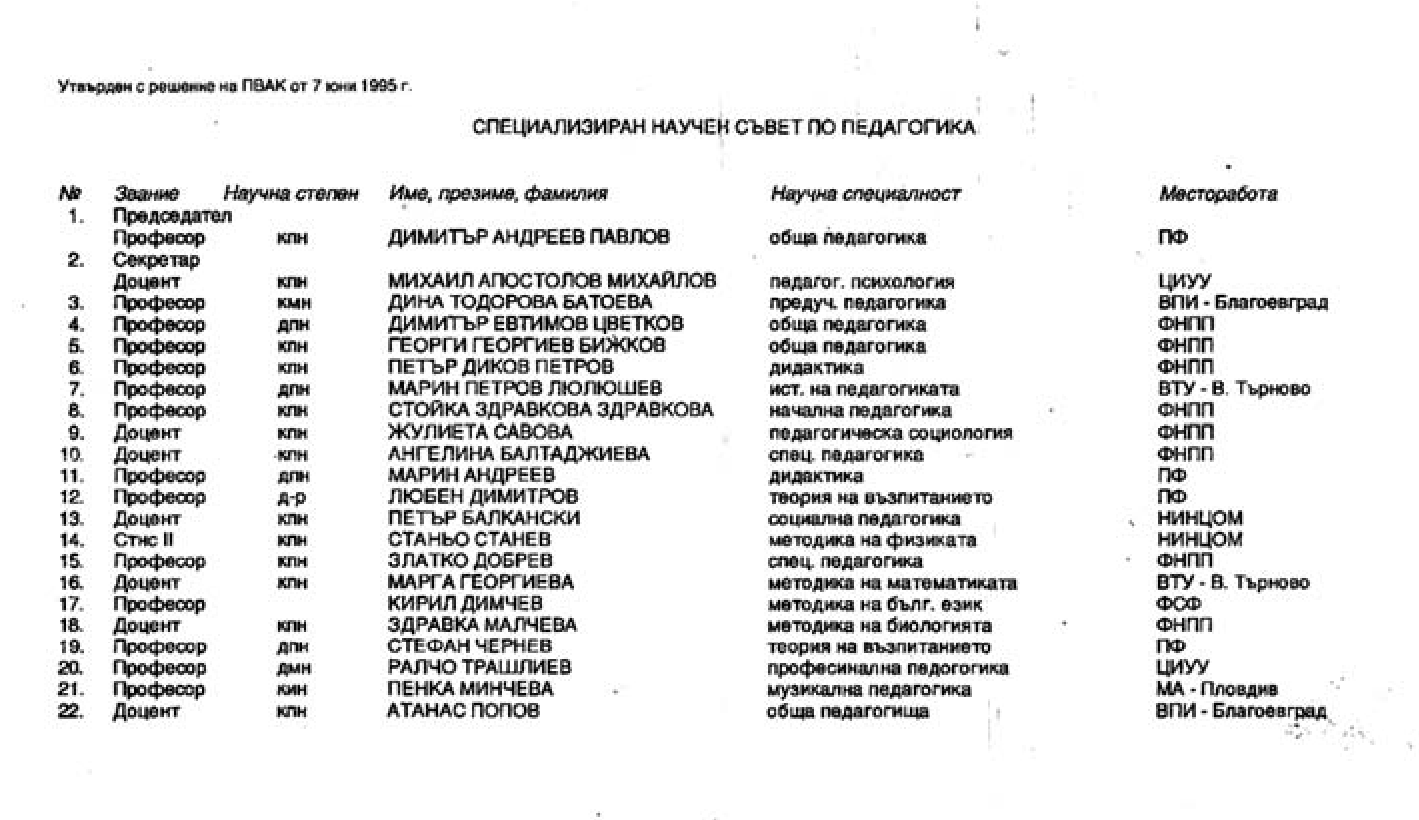 Утвърден с решение на ПВАК от 7 юни 1995 г.
СПЕЦИАЛИЗИРАН НАУЧЕН СЪВЕТ ПО ПЕДАГОГИКА
№ Звание Научна степен Име, презиме, фамилия Научна специалност Месторабота
1. Председател
Професор кпн ДИМИТЪР АНДРЕЕВ ПАВЛОВ обща педагогика ПФ
2. Секретар
Доцент кпн МИХАИЛ АПОСТОЛОВ МИХАЙЛОВ педагог. психология ЦИУУ
3. Професор кмн ДИНА ТОДОРОВА БАТОЕВА предуч. педагогика ВПИ - Благоевград
4. Професор дпн ДИМИТЪР ЕВТИМОВ ЦВЕТКОВ обща педагогика ФНПП
5. Професор кпн ГЕОРГИ ГЕОРГИЕВ БИЖКОВ обща педагогика ФНПП
6. Професор кпн ПЕТЪР ДИКОВ ПЕТРОВ дидактика ФНПП
7. Професор дпн МАРИН ПЕТРОВ ЛЮЛЮШЕВ ист. на педагогиката ВТУ - В. Търново
8. Професор кпн СТОЙКА ЗДРАВКОВА ЗДРАВКОВА начална педагогика ФНПП
9. Доцент кпн ЖУЛИЕТА САВОВА педагогическа социология ФНПП
10. Доцент кпн АНГЕЛИНА БАЛТАДЖИЕВА спец. педагогика ФНПП
11. Професор дпн МАРИН АНДРЕЕВ дидактика ПФ
12. Професор д-р ЛЮБЕН ДИМИТРОВ теория на възпитанието ПФ
13. Доцент кпн ПЕТЪР БАЛКАНСКИ социална педагогика НИНЦОМ
14. Стнс II кпн СТАНЬО СТАНЕВ методика на физиката НИНЦОМ
15. Професор кпн ЗЛАТКО ДОБРЕВ спец. педагогика ФНПП
16. Доцент кпн МАРГА ГЕОРГИЕВА методика на математиката ВТУ - В. Търново
17. Професор КИРИЛ ДИМЧЕВ методика на бълг. език ФСФ
18. Доцент кпн ЗДРАВКА МАЛЧЕВА методика на биологията ФНПП
19. Професор дпн СТЕФАН ЧЕРНЕВ теория на възпитанието ПФ
20. Професор дмн РАЛЧО ТРАШЛИЕВ професинална педогогика ЦИУУ
21. Професор кин ПЕНКА МИНЧЕВА музикална педагогика МА - Пловдив
22. Доцент кпн АТАНАС ПОПОВ обща педагогища ВПИ - Благоевград